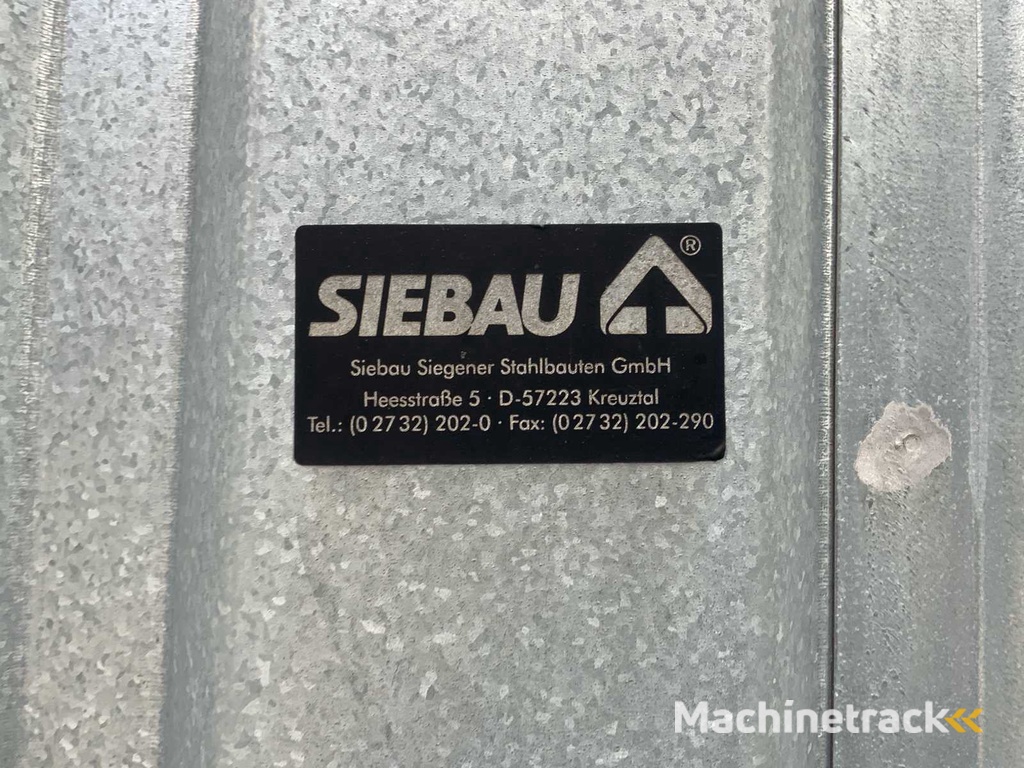 SIEBAU ®
Siebau Siegener Stahlbauten GmbH
Heesstraße 5 · D-57223 Kreuztal
Tel.: (0 27 32) 202-0 · Fax: (0 27 32) 202-290
Machinetrack